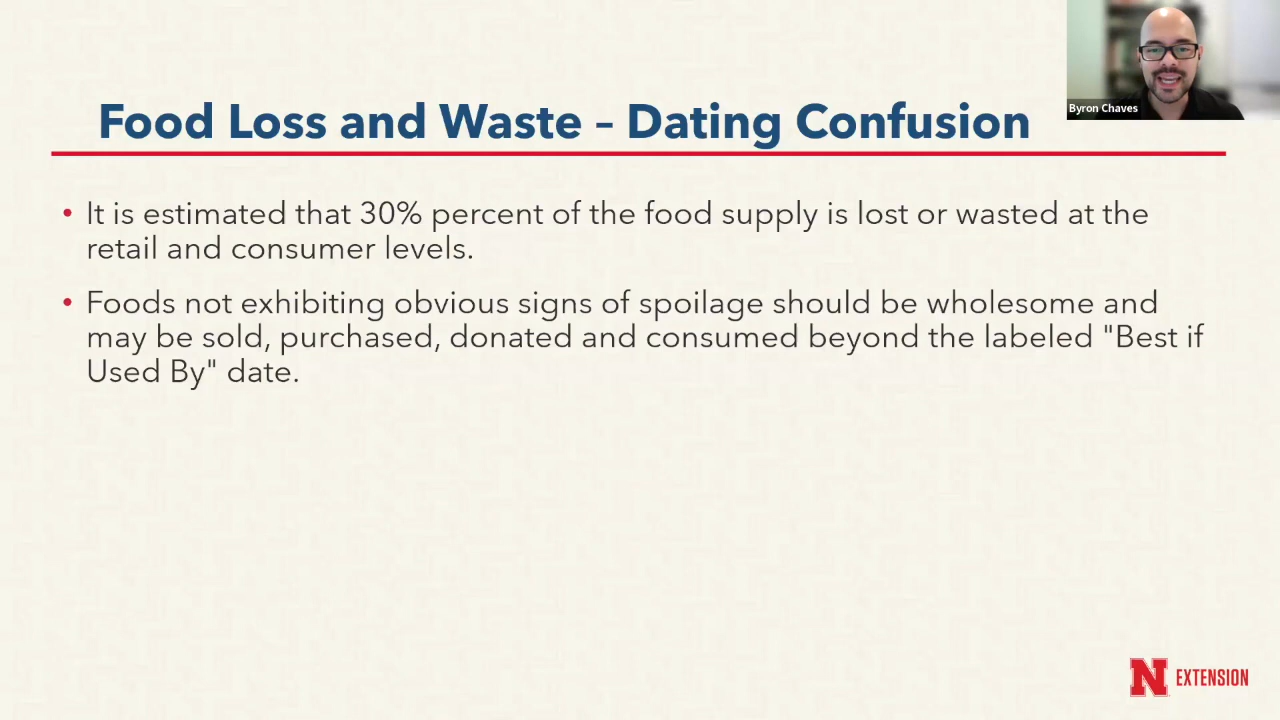 Byron Chaves
Food Loss and Waste – Dating Confusion
• It is estimated that 30% percent of the food supply is lost or wasted at the
retail and consumer levels.
• Foods not exhibiting obvious signs of spoilage should be wholesome and
may be sold, purchased, donated and consumed beyond the labeled "Best if
Used By" date.
N EXTENSION